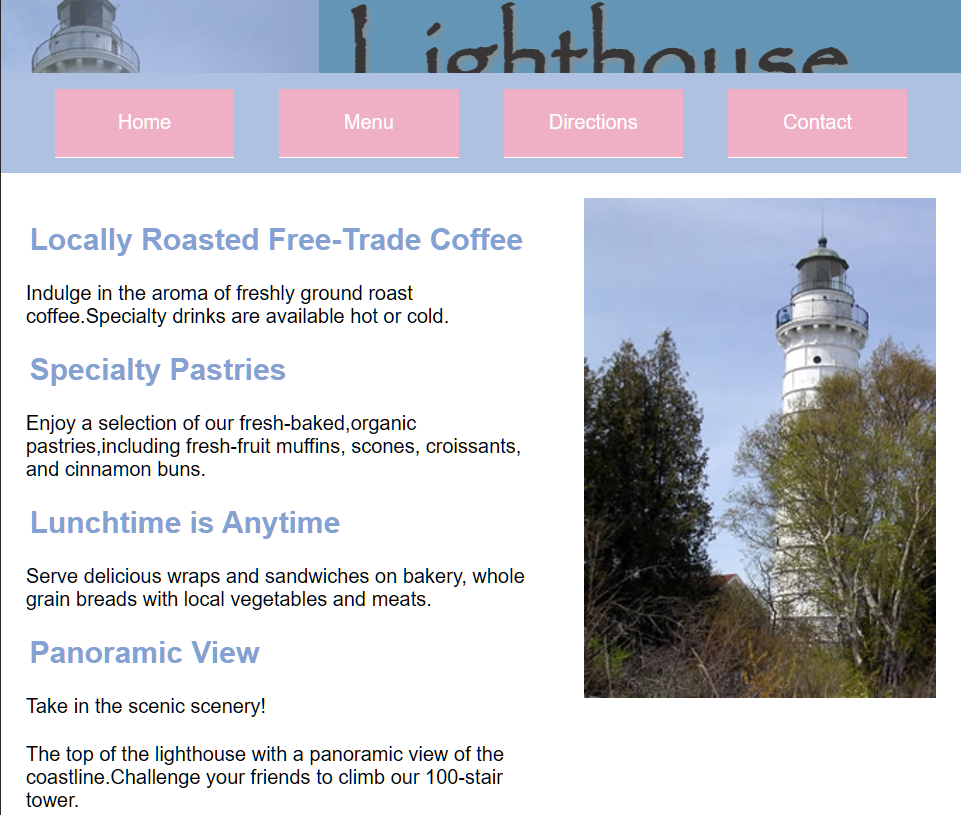 Lighthouse
Home
Menu
Directions
Contact
Locally Roasted Free-Trade Coffee
Indulge in the aroma of freshly ground roast
coffee.Specialty drinks are available hot or cold.
Specialty Pastries
Enjoy a selection of our fresh-baked,organic
pastries,including fresh-fruit muffins, scones, croissants,
and cinnamon buns.
Lunchtime is Anytime
Serve delicious wraps and sandwiches on bakery, whole
grain breads with local vegetables and meats.
Panoramic View
Take in the scenic scenery!
The top of the lighthouse with a panoramic view of the
coastline.Challenge your friends to climb our 100-stair
tower.